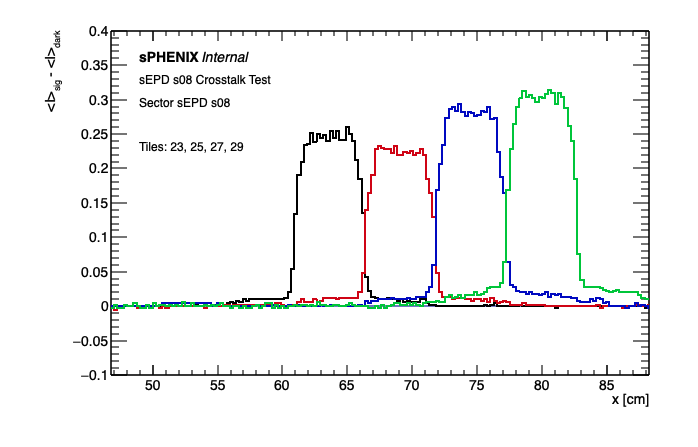 <I>sig - <I>dark
0.4
0.35
0.3
0.25
0.2
0.15
0.1
0.05
0
−0.05
−0.1
sPHENIX Internal
sEPD s08 Crosstalk Test
Sector sEPD s08
Tiles: 23, 25, 27, 29
50 55 60 65 70 75 80 85
x [cm]